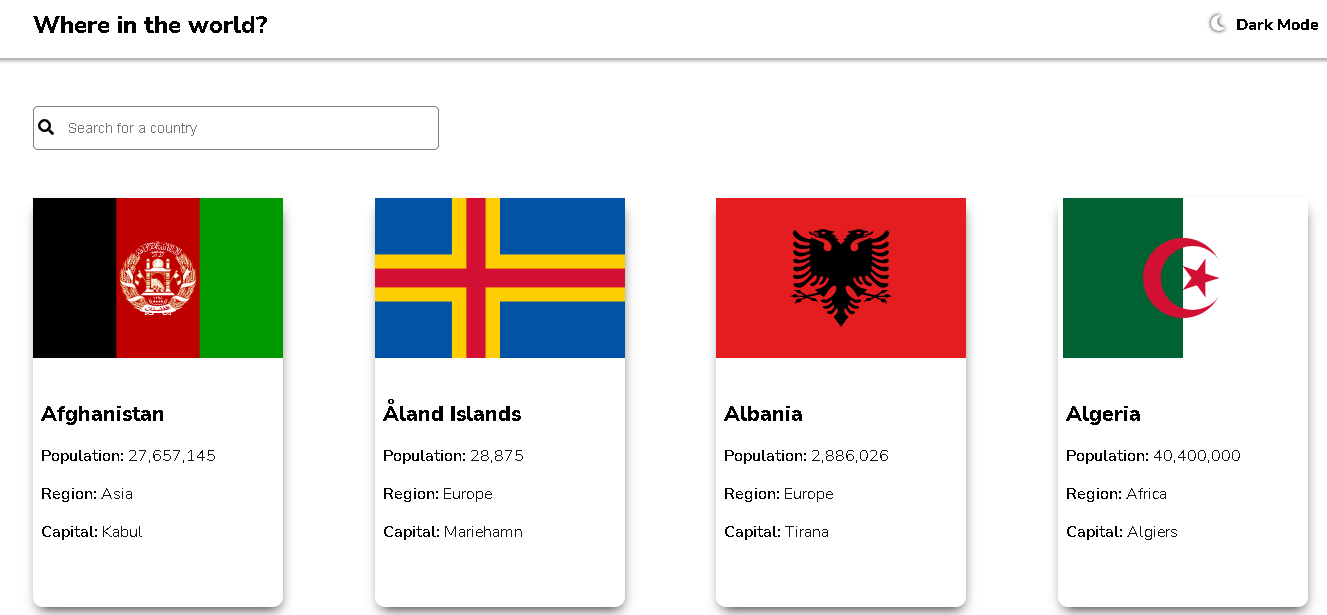 Where in the world?
Dark Mode
Search for a country
Afghanistan
Population: 27,657,145
Region: Asia
Capital: Kabul
Åland Islands
Population: 28,875
Region: Europe
Capital: Mariehamn
Albania
Population: 2,886,026
Region: Europe
Capital: Tirana
Algeria
Population: 40,400,000
Region: Africa
Capital: Algiers